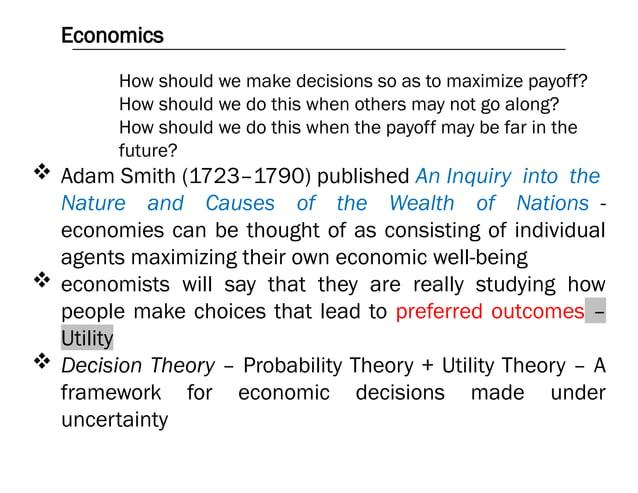 Economics
How should we make decisions so as to maximize payoff?
How should we do this when others may not go along?
How should we do this when the payoff may be far in the
future?
❖ Adam Smith (1723–1790) published An Inquiry into the
Nature and Causes of the Wealth of Nations -
economies can be thought of as consisting of individual
agents maximizing their own economic well-being
❖ economists will say that they are really studying how
people make choices that lead to preferred outcomes –
Utility
❖ Decision Theory – Probability Theory + Utility Theory – A
framework for economic decisions made under
uncertainty